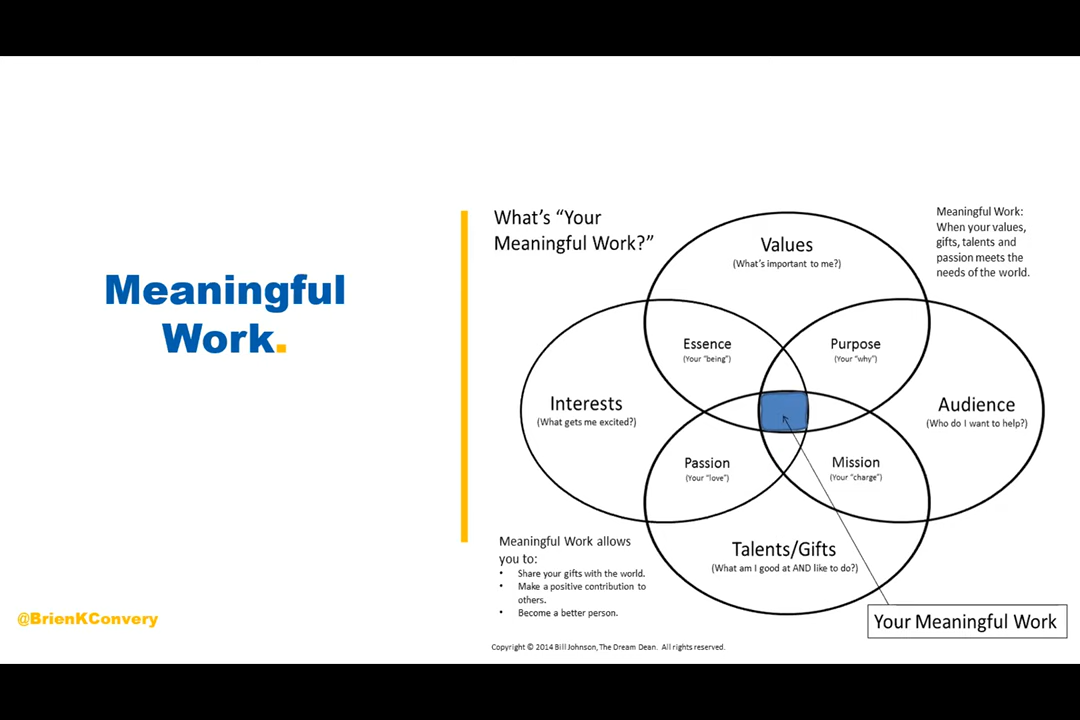 Meaningful
Work.
@BrienKConvery
What's "Your
Meaningful Work?"
Meaningful Work:
When your values,
gifts, talents and
passion meets the
needs of the world.
Values
(What's important to me?)
Essence
(Your "being")
Purpose
(Your "why")
Interests
(What gets me excited?)
Audience
(Who do I want to help?)
Passion
(Your "love")
Mission
(Your "charge")
Talents/Gifts
(What am I good at AND like to do?)
Meaningful Work allows
you to:
• Share your gifts with the world.
• Make a positive contribution to
others.
• Become a better person.
Your Meaningful Work
Copyright © 2014 Bill Johnson, The Dream Dean. All rights reserved.